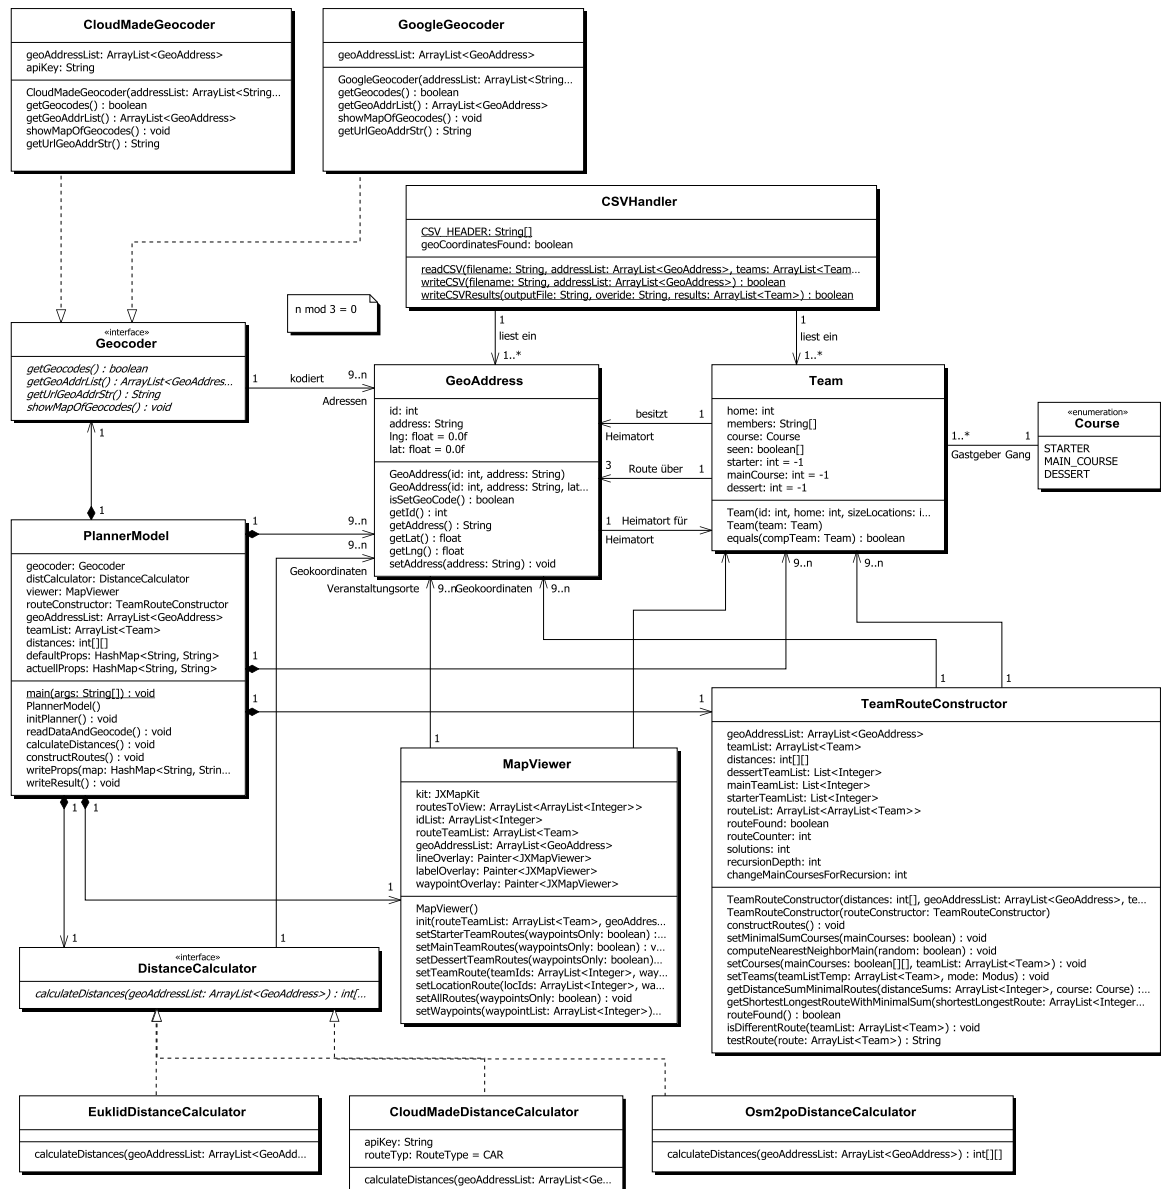 CloudMadeGeocoder
geoAddressList: ArrayList<GeoAddress>
apiKey: String
CloudMadeGeocoder(addressList: ArrayList<String...
getGeocodes() : boolean
getGeoAddrList() : ArrayList<GeoAddress>
showMapOfGeocodes() : void
getUrlGeoAddrStr() : String
GoogleGeocoder
geoAddressList: ArrayList<GeoAddress>
GoogleGeocoder(addressList: ArrayList<String...
getGeocodes() : boolean
getGeoAddrList() : ArrayList<GeoAddress>
showMapOfGeocodes() : void
getUrlGeoAddrStr() : String
CSVHandler
CSV_HEADER: String[]
geoCoordinatesFound: boolean
readCSV(filename: String, addressList: ArrayList<GeoAddress>, teams: ArrayList<Team...
writeCSV(filename: String, addressList: ArrayList<GeoAddress>) : boolean
writeCSVResults(outputFile: String, overide: String, results: ArrayList<Team>) : boolean
n mod 3 = 0
1
liest ein
1..*
1
liest ein
1..*
«interface»
Geocoder
getGeocodes() : boolean
getGeoAddrList() : ArrayList<GeoAddres...
getUrlGeoAddrStr() : String
showMapOfGeocodes() : void
1
kodiert
9..n
Adressen
1
GeoAddress
id: int
address: String
lng: float = 0.0f
lat: float = 0.0f
GeoAddress(id: int, address: String)
GeoAddress(id: int, address: String, lat...
isSetGeoCode() : boolean
getId() : int
getAddress() : String
getLat() : float
getLng() : float
setAddress(address: String) : void
besitzt
1
Heimatort
3
Route über
1
1
Heimatort für
Heimatort
Team
home: int
members: String[]
course: Course
seen: boolean[]
starter: int = -1
mainCourse: int = -1
dessert: int = -1
Team(id: int, home: int, sizeLocations: i...
Team(team: Team)
equals(compTeam: Team) : boolean
1..*
1
Gastgeber Gang
«enumeration»
Course
STARTER
MAIN_COURSE
DESSERT
PlannerModel
geocoder: Geocoder
distCalculator: DistanceCalculator
viewer: MapViewer
routeConstructor: TeamRouteConstructor
geoAddressList: ArrayList<GeoAddress>
teamList: ArrayList<Team>
distances: int[][]
defaultProps: HashMap<String, String>
actuellProps: HashMap<String, String>
main(args: String[]) : void
PlannerModel()
initPlanner() : void
readDataAndGeocode() : void
calculateDistances() : void
constructRoutes() : void
writeProps(map: HashMap<String, Strin...
writeResult() : void
1
9..n
9..n
Geokoordinaten
Veranstaltungsorte
9..n
Geokoordinaten
9..n
9..n
9..n
1
1
1
1
1
1
1
1
1
1
1
1
MapViewer
kit: JXMapKit
routesToView: ArrayList<ArrayList<Integer>>
idList: ArrayList<Integer>
routeTeamList: ArrayList<Team>
geoAddressList: ArrayList<GeoAddress>
lineOverlay: Painter<JXMapViewer>
labelOverlay: Painter<JXMapViewer>
waypointOverlay: Painter<JXMapViewer>
MapViewer()
init(routeTeamList: ArrayList<Team>, geoAddres...
setStarterTeamRoutes(waypointsOnly: boolean) :...
setMainTeamRoutes(waypointsOnly: boolean) : v...
setDessertTeamRoutes(waypointsOnly: boolean)...
setTeamRoute(teamIds: ArrayList<Integer>, way...
setLocationRoute(locIds: ArrayList<Integer>, wa...
setAllRoutes(waypointsOnly: boolean) : void
setWaypoints(waypointList: ArrayList<Integer>)...
TeamRouteConstructor
geoAddressList: ArrayList<GeoAddress>
teamList: ArrayList<Team>
distances: int[][]
dessertTeamList: List<Integer>
mainTeamList: List<Integer>
starterTeamList: List<Integer>
routeList: ArrayList<ArrayList<Team>>
routeFound: boolean
routeCounter: int
solutions: int
recursionDepth: int
changeMainCoursesForRecursion: int
TeamRouteConstructor(distances: int[], geoAddressList: ArrayList<GeoAddress>, te...
TeamRouteConstructor(routeConstructor: TeamRouteConstructor)
constructRoutes() : void
setMinimalSumCourses(mainCourses: boolean) : void
computeNearestNeighborMain(random: boolean) : void
setCourses(mainCourses: boolean[][], teamList: ArrayList<Team>) : void
setTeams(teamListTemp: ArrayList<Team>, mode: Modus) : void
getDistanceSumMinimalRoutes(distanceSums: ArrayList<Integer>, course: Course) :...
getShortestLongestRouteWithMinimalSum(shortestLongestRoute: ArrayList<Integer...
routeFound() : boolean
isDifferentRoute(teamList: ArrayList<Team>) : void
testRoute(route: ArrayList<Team>) : String
«interface»
DistanceCalculator
calculateDistances(geoAddressList: ArrayList<GeoAddress>) : int[...
EuklidDistanceCalculator
calculateDistances(geoAddressList: ArrayList<GeoAdd...
CloudMadeDistanceCalculator
apiKey: String
routeTyp: RouteType = CAR
calculateDistances(geoAddressList: ArrayList<Ge...
Osm2poDistanceCalculator
calculateDistances(geoAddressList: ArrayList<GeoAddress>) : int[][]